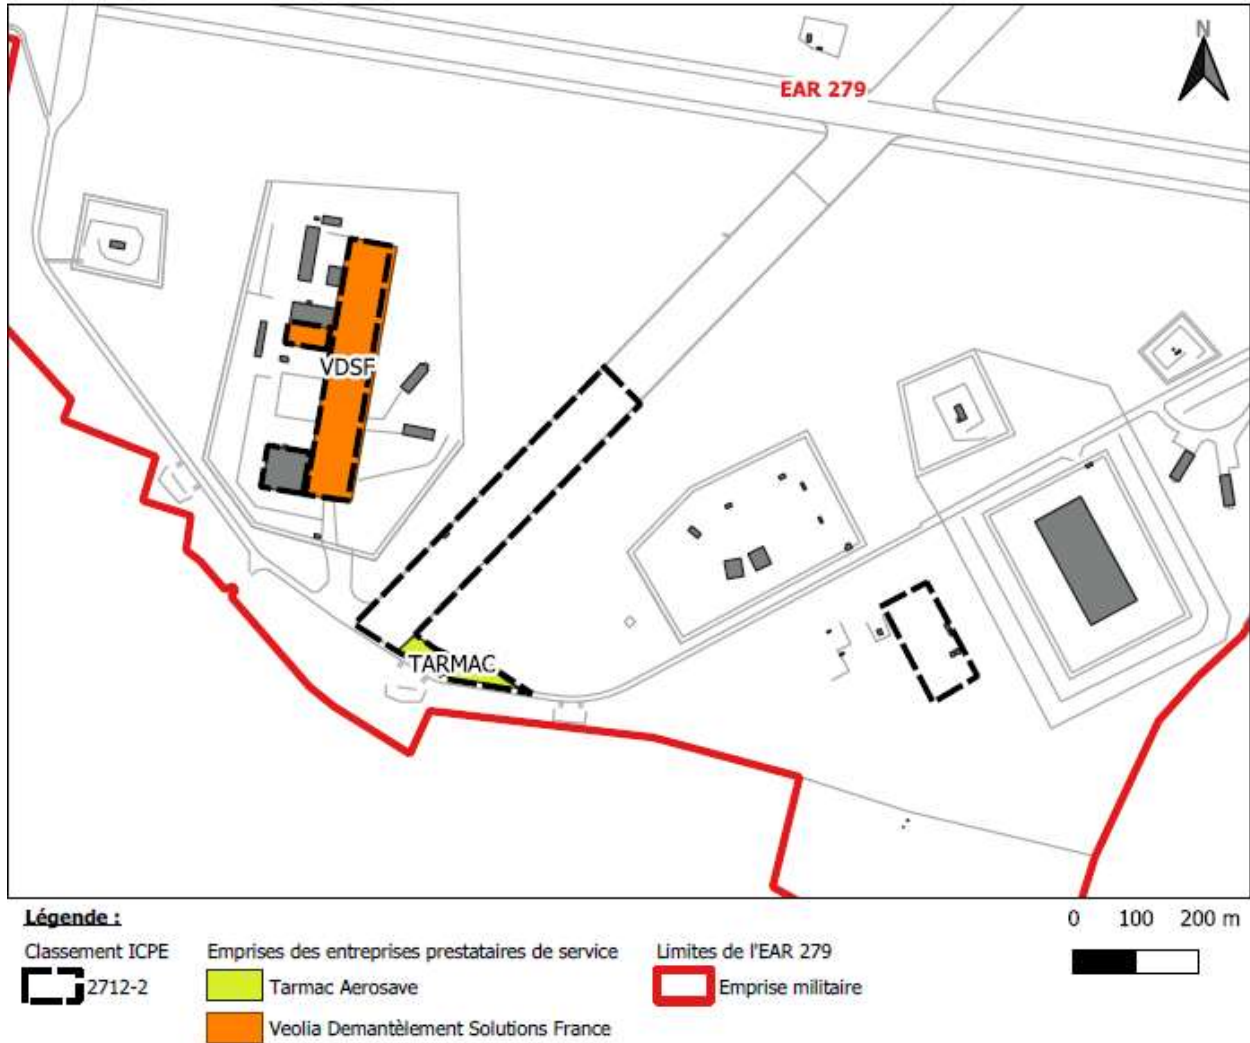 N
EAR 279
VDSF
TARMAC
Légende :
Classement ICPE
2712-2
Emprises des entreprises prestataires de service
Tarmac Aerosave
Veolia Demantèlement Solutions France
Limites de l'EAR 279
Emprise militaire
0 100 200 m